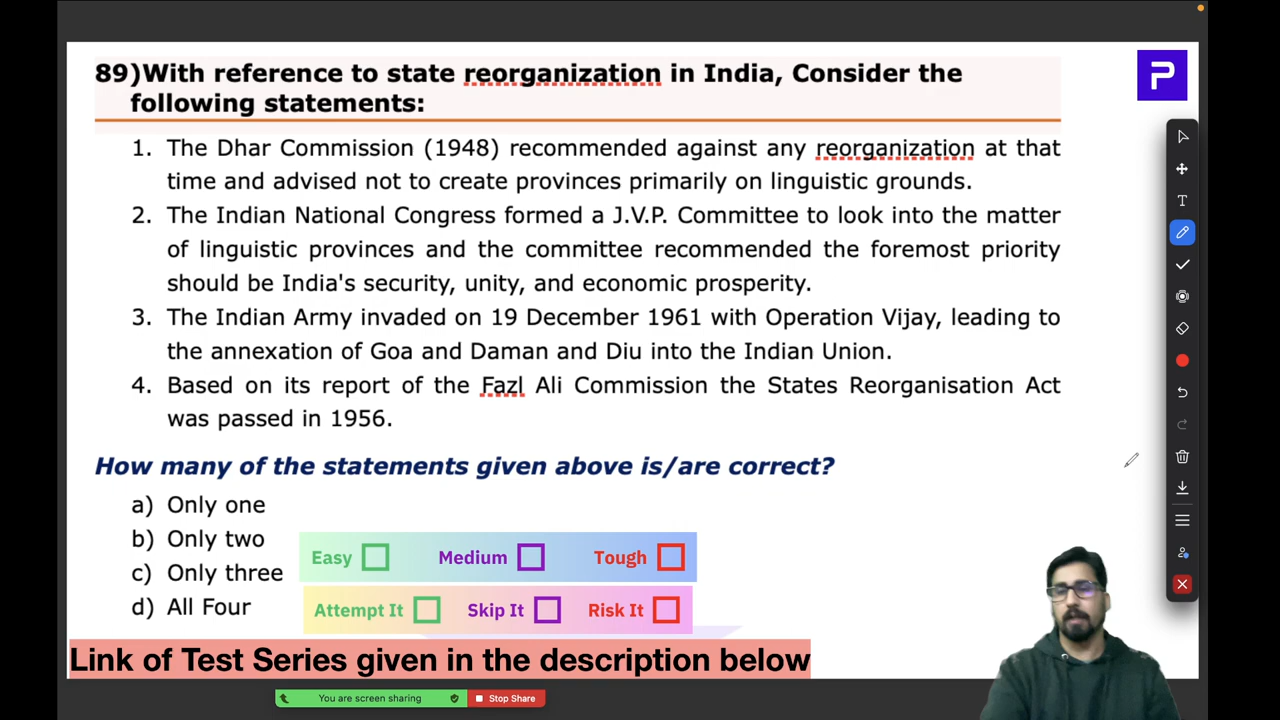 89)With reference to state reorganization in India, Consider the
following statements:
1. The Dhar Commission (1948) recommended against any reorganization at that
time and advised not to create provinces primarily on linguistic grounds.
2. The Indian National Congress formed a J.V.P. Committee to look into the matter
of linguistic provinces and the committee recommended the foremost priority
should be India's security, unity, and economic prosperity.
3. The Indian Army invaded on 19 December 1961 with Operation Vijay, leading to
the annexation of Goa and Daman and Diu into the Indian Union.
4. Based on its report of the Fazl Ali Commission the States Reorganisation Act
was passed in 1956.
How many of the statements given above is/are correct?
a) Only one
b) Only two
c) Only three
d) All Four
Easy Medium Tough
Attempt It Skip It Risk It
Link of Test Series given in the description below
You are screen sharing Stop Share
P
T